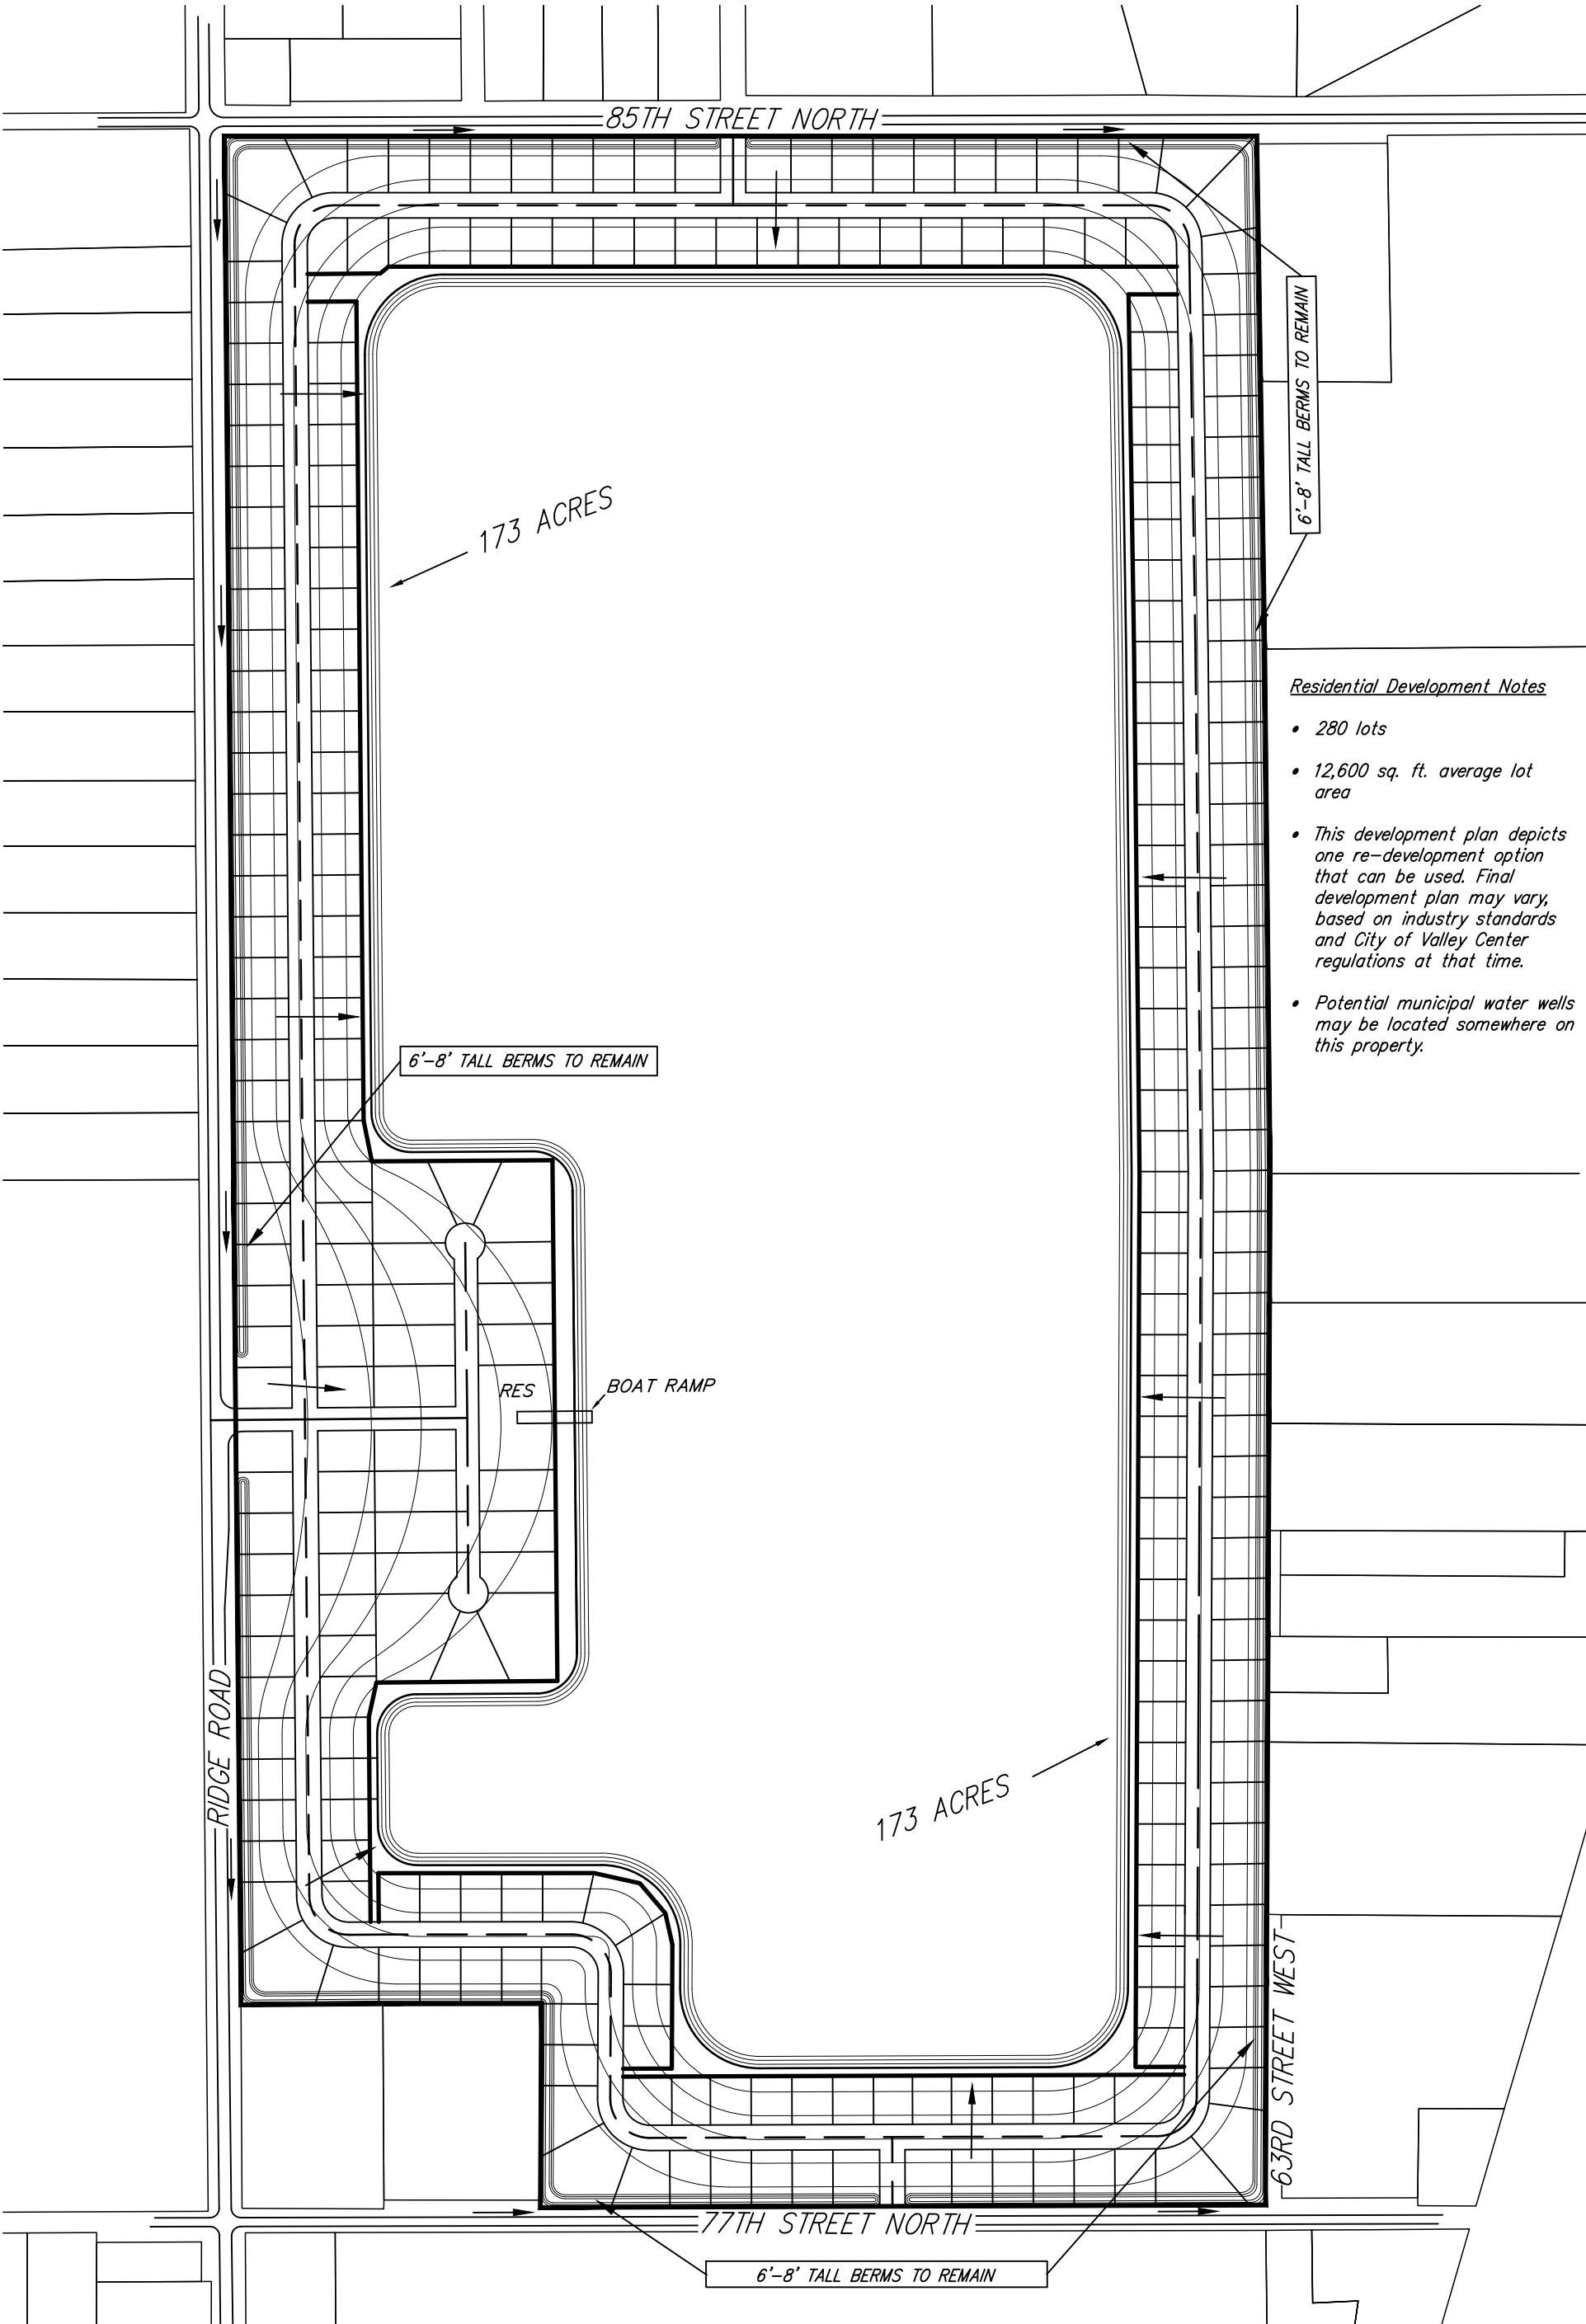 85TH STREET NORTH
6'-8' TALL BERMS TO REMAIN
173 ACRES
Residential Development Notes
• 280 lots
• 12,600 sq. ft. average lot
area
• This development plan depicts
one re-development option
that can be used. Final
development plan may vary,
based on industry standards
and City of Valley Center
regulations at that time.
• Potential municipal water wells
may be located somewhere on
this property.
6'-8' TALL BERMS TO REMAIN
RES
BOAT RAMP
RIDGE ROAD
173 ACRES
63RD STREET WEST
77TH STREET NORTH
6'-8' TALL BERMS TO REMAIN